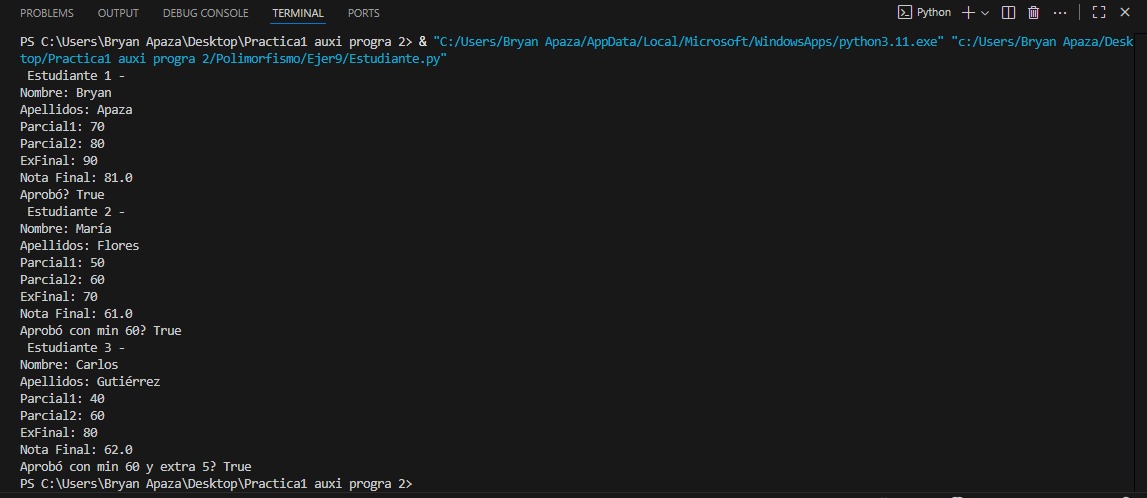 PROBLEMS OUTPUT DEBUG CONSOLE TERMINAL PORTS Python
PS C:\Users\Bryan Apaza\Desktop\Practica1 auxi progra 2> & "C:/Users/Bryan Apaza/AppData/Local/Microsoft/WindowsApps/python3.11.exe" "c:/Users/Bryan Apaza/Desk
top/Practica1 auxi progra 2/Polimorfismo/Ejer9/Estudiante.py"
Estudiante 1 -
Nombre: Bryan
Apellidos: Apaza
Parcial1: 70
Parcial2: 80
ExFinal: 90
Nota Final: 81.0
Aprobó? True
Estudiante 2 -
Nombre: María
Apellidos: Flores
Parcial1: 50
Parcial2: 60
ExFinal: 70
Nota Final: 61.0
Aprobó con min 60? True
Estudiante 3 -
Nombre: Carlos
Apellidos: Gutiérrez
Parcial1: 40
Parcial2: 60
ExFinal: 80
Nota Final: 62.0
Aprobó con min 60 y extra 5? True
PS C:\Users\Bryan Apaza\Desktop\Practica1 auxi progra 2>